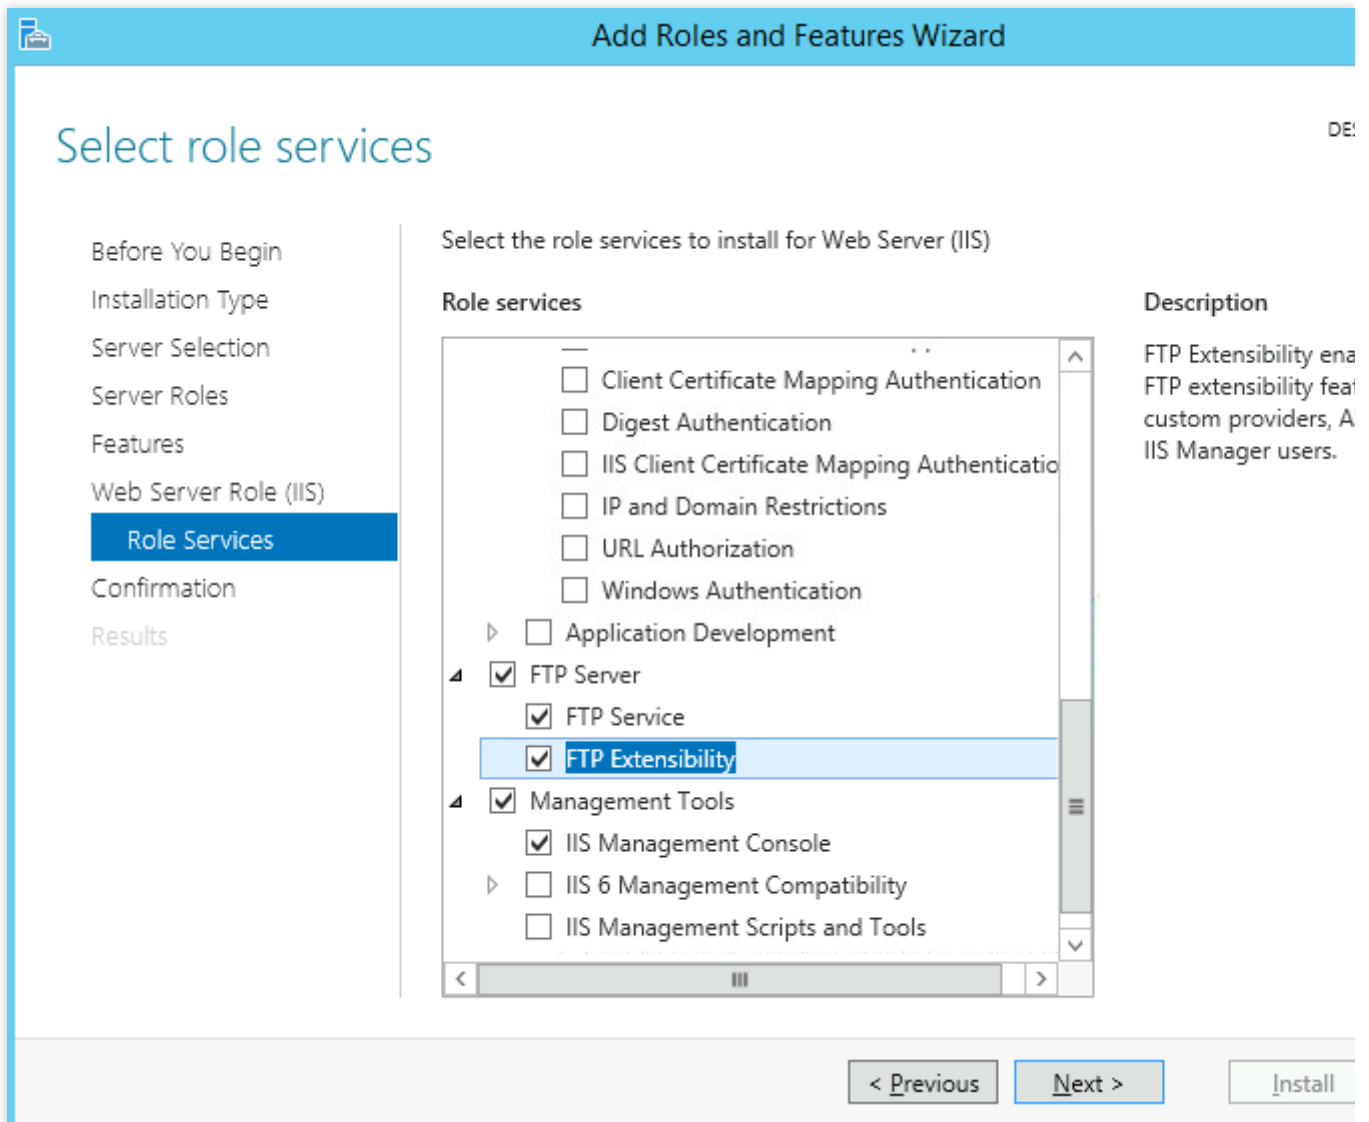 Add Roles and Features Wizard
Select role services
Before You Begin
Installation Type
Server Selection
Server Roles
Features
Web Server Role (IIS)
Role Services
Confirmation
Results
Select the role services to install for Web Server (IIS)
Role services
Client Certificate Mapping Authentication
Digest Authentication
IIS Client Certificate Mapping Authenticatio
IP and Domain Restrictions
URL Authorization
Windows Authentication
Application Development
FTP Server
FTP Service
FTP Extensibility
Management Tools
IIS Management Console
IIS 6 Management Compatibility
IIS Management Scripts and Tools
Description
FTP Extensibility ena
FTP extensibility fea
custom providers, A
IIS Manager users.
< Previous
Next >
Install